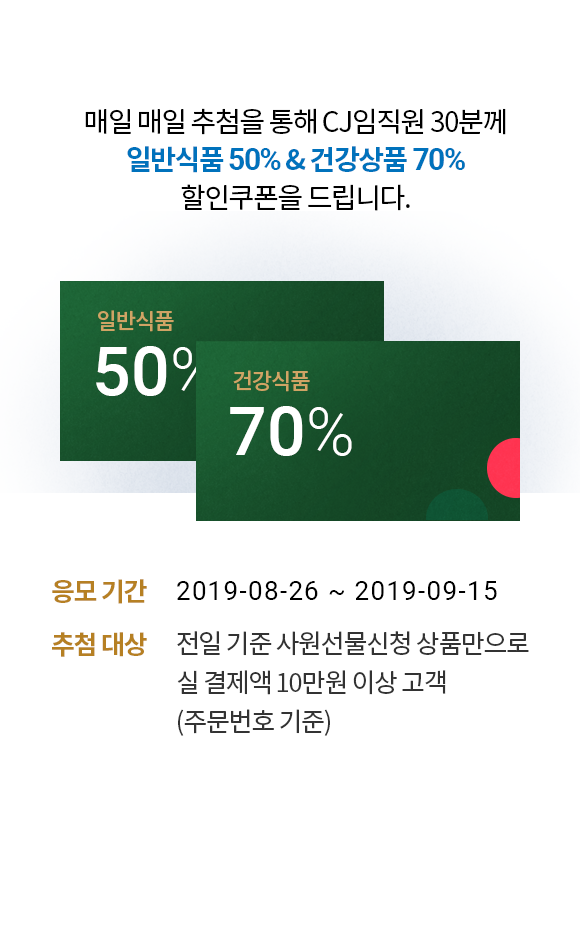 매일 매일 추첨을 통해 CJ임직원 30분께
일반식품 50% & 건강상품 70%
할인쿠폰을 드립니다.
일반식품
50%
건강식품
70%
응모 기간 2019-08-26 ~ 2019-09-15
추첨 대상 전일 기준 사원선물신청 상품만으로
실 결제액 10만원 이상 고객
(주문번호 기준)